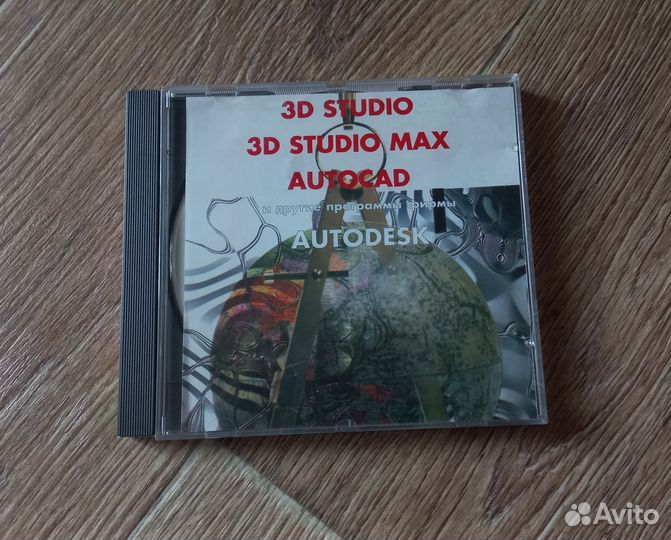 3D STUDIO
3D STUDIO MAX
AUTOCAD
и другие программы фирмы
AUTODESK
Avito